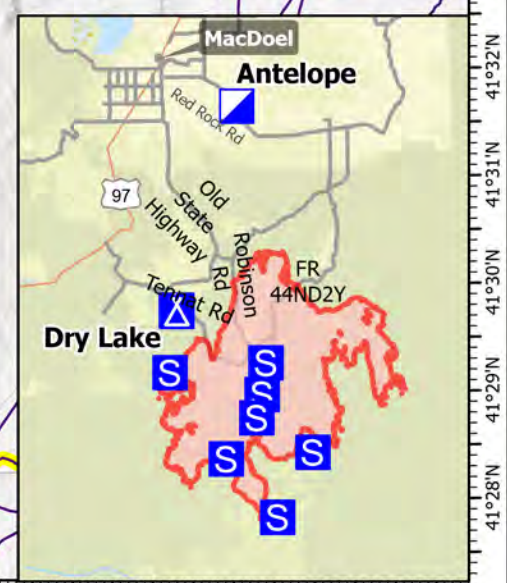 MacDoel
Antelope
Red Rock Rd
97
Old
State
Highway
Rd
Robinson
FR
44ND2Y
Tennat Rd
Dry Lake
S
S
S
S
S
S
S
41°32'N
41°31'N
41°30'N
41°29'N
41°28'N